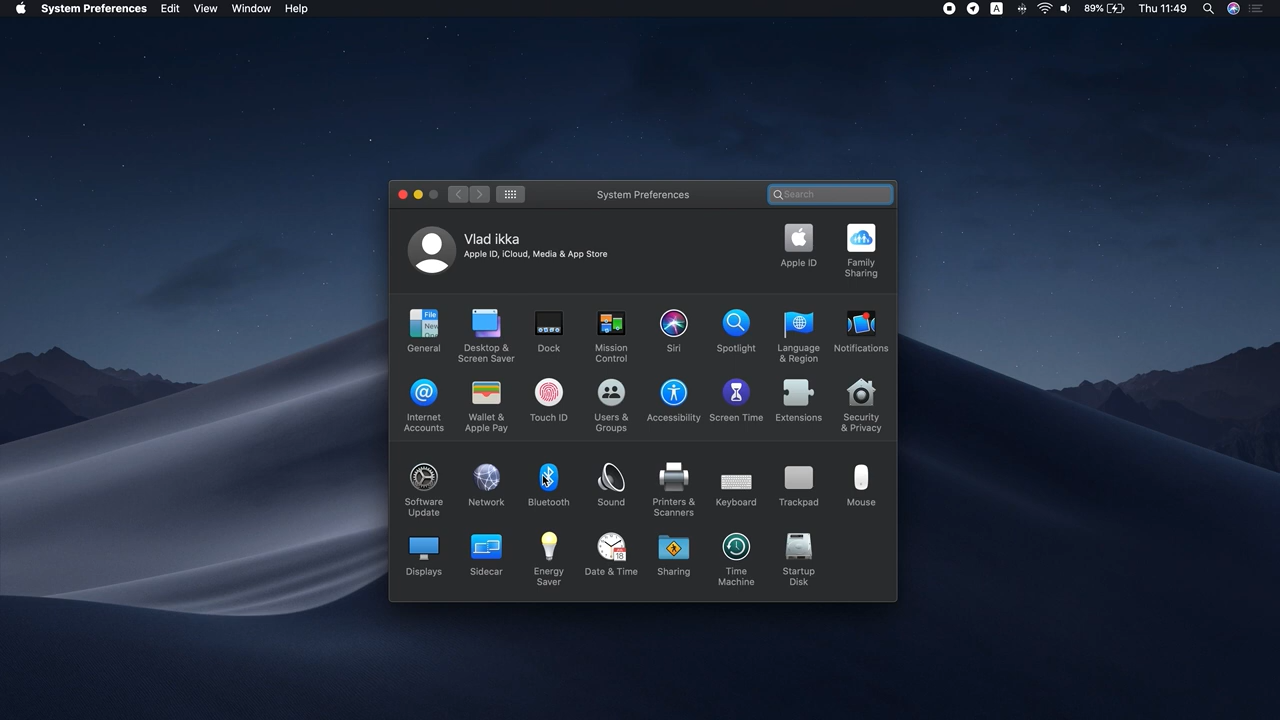 System Preferences Edit View Window Help
A 89% Thu 11:49
System Preferences
Search
Vlad ikka
Apple ID, iCloud, Media & App Store
Apple ID
Family
Sharing
File
New
General
Desktop &
Screen Saver
Dock
Mission
Control
Siri
Spotlight
Language
& Region
Notifications
@
Internet
Accounts
Wallet &
Apple Pay
Touch ID
Users &
Groups
Accessibility
Screen Time
Extensions
Security
& Privacy
Software
Update
Network
Bluetooth
Sound
Printers &
Scanners
Keyboard
Trackpad
Mouse
Displays
Sidecar
Energy
Saver
18
Date & Time
Sharing
Time
Machine
Startup
Disk